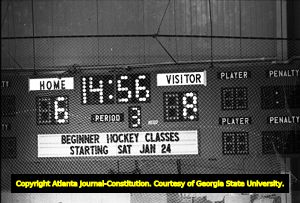 HOME 14:56 VISITOR
6 PERIOD 3 8
PLAYER PENALTY
PLAYER PENALTY
BEGINNER HOCKEY CLASSES
STARTING SAT JAN 24
Copyright Atlanta Journal-Constitution. Courtesy of Georgia State University.